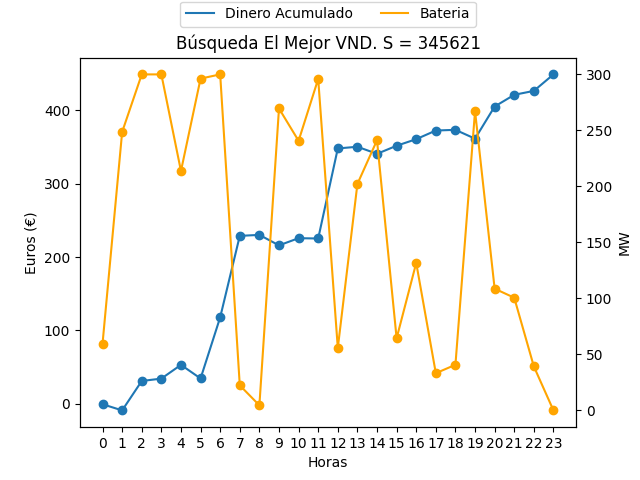 Dinero Acumulado Bateria
Búsqueda El Mejor VND. S = 345621
400
300
200
100
0
Euros (€)
300
250
200
150
100
50
0
MW
0 1 2 3 4 5 6 7 8 9 10 11 12 13 14 15 16 17 18 19 20 21 22 23
Horas